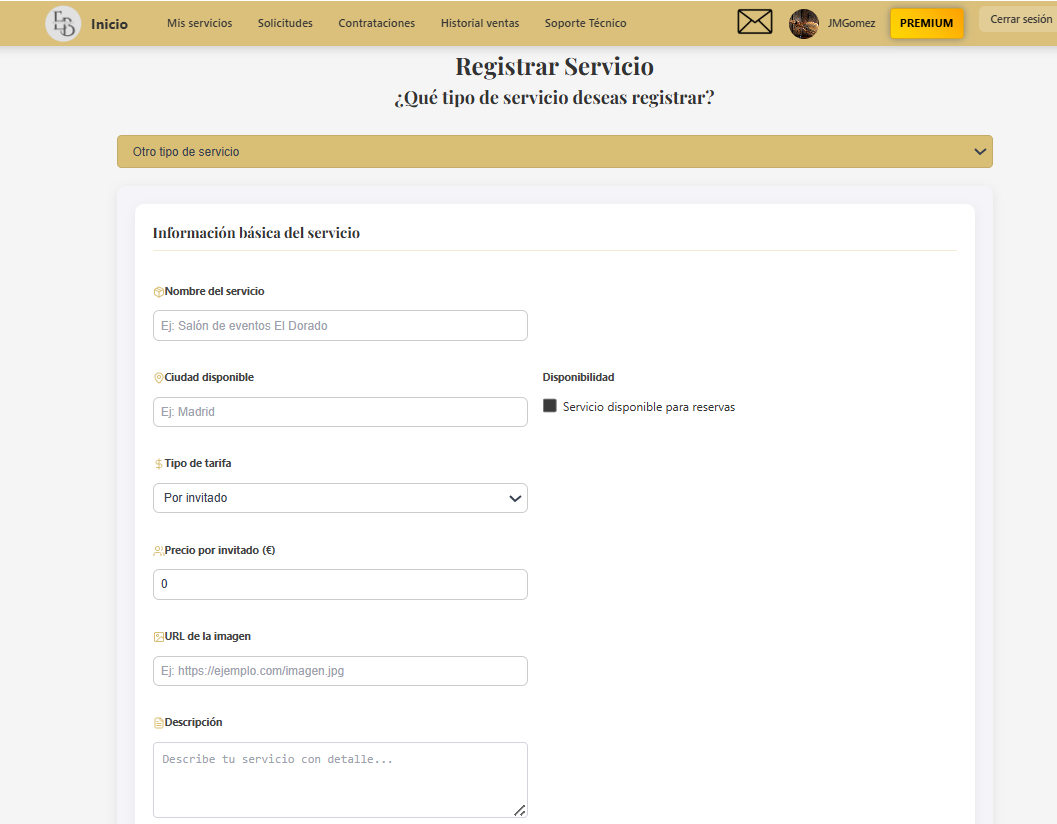 Inicio Mis servicios Solicitudes Contrataciones Historial ventas Soporte Técnico JMGomez PREMIUM Cerrar sesión
Registrar Servicio
¿Qué tipo de servicio deseas registrar?
Otro tipo de servicio
Información básica del servicio
Nombre del servicio
Ej: Salón de eventos El Dorado
Ciudad disponible Disponibilidad
Ej: Madrid Servicio disponible para reservas
Tipo de tarifa
Por invitado
Precio por invitado (€)
0
URL de la imagen
Ej: https://ejemplo.com/imagen.jpg
Descripción
Describe tu servicio con detalle...